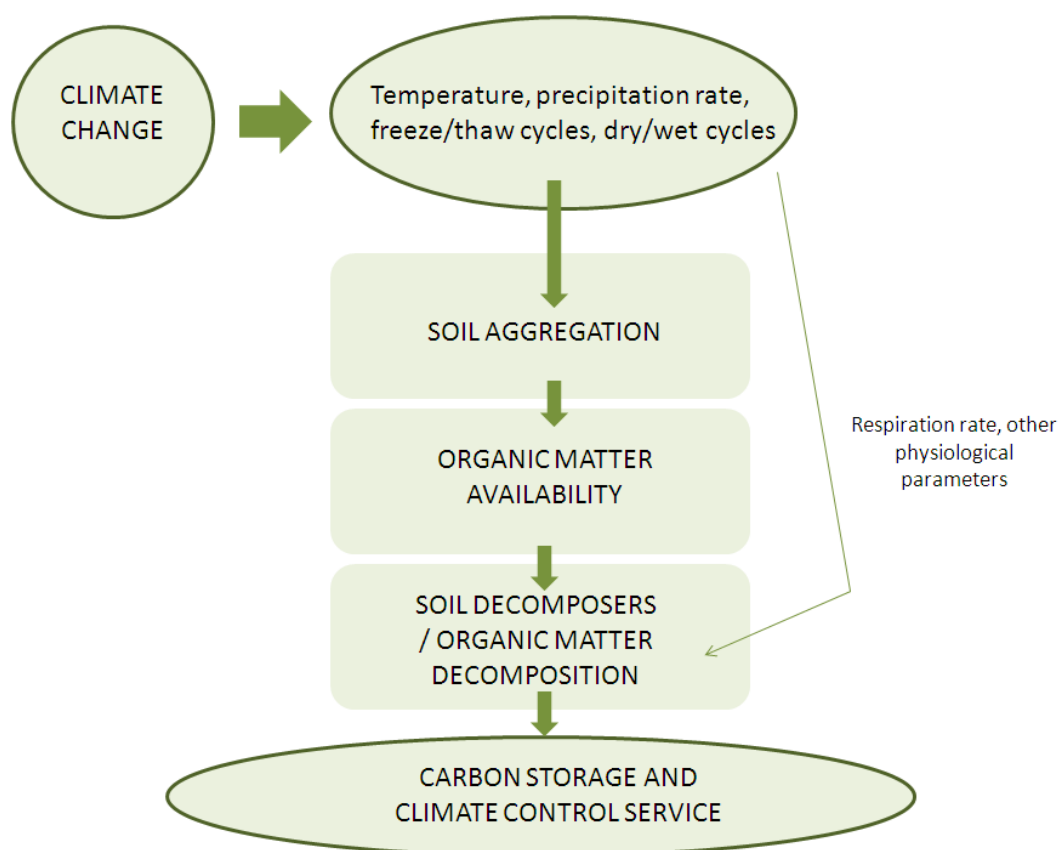 CLIMATE
CHANGE
Temperature, precipitation rate,
freeze/thaw cycles, dry/wet cycles
SOIL AGGREGATION
ORGANIC MATTER
AVAILABILITY
Respiration rate, other
physiological
parameters
SOIL DECOMPOSERS
/ ORGANIC MATTER
DECOMPOSITION
CARBON STORAGE AND
CLIMATE CONTROL SERVICE